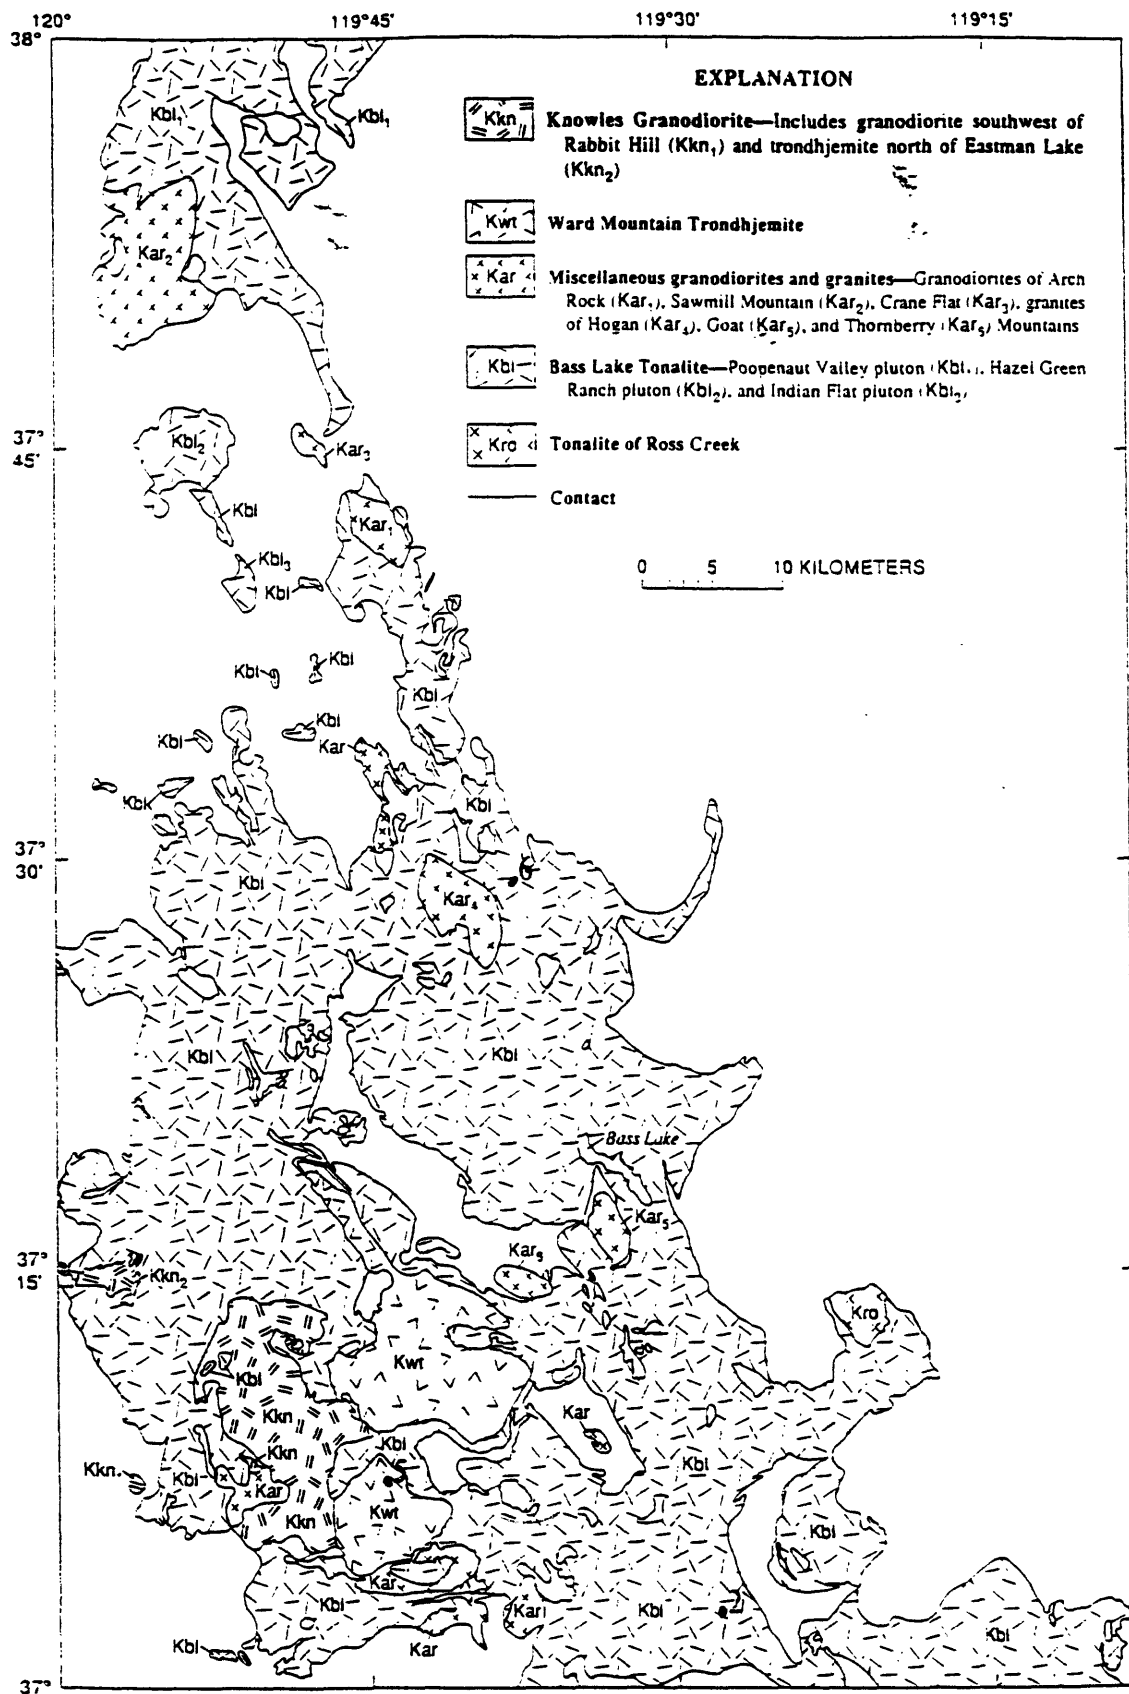 120°
119°45'
119°30'
119°15'
38°
EXPLANATION
Kkn
Knowles Granodiorite—Includes granodiorite southwest of
Rabbit Hill (Kkn₁) and trondhjemite north of Eastman Lake
(Kkn₂)
Kwt
Ward Mountain Trondhjemite
Kar
Miscellaneous granodiorites and granites—Granodiorites of Arch
Rock (Kar₁), Sawmill Mountain (Kar₂), Crane Flat (Kar₃), granites
of Hogan (Kar₄), Goat (Kar₅), and Thornberry (Kar₅) Mountains
Kbl
Bass Lake Tonalite—Poopenaut Valley pluton (Kbl₁), Hazel Green
Ranch pluton (Kbl₂), and Indian Flat pluton (Kbl₃)
Kro
Tonalite of Ross Creek
Contact
0 5 10 KILOMETERS
Kbl₁
Kbl₁
Kar₂
37°
45'
Kbl₂
Kar₃
Kbl
Kar₁
Kbl₃
Kbl
Kbl
Kbl
Kbl
Kbl
Kbl
Kar
Kbk
Kbl
37°
30'
Kbl
Kar₄
Kbl
Kbl
Bass Lake
Kar₅
Kar₅
37°
15'
Kkn₂
Kro
Kbl
Kwt
Kkn
Kar
Kbl
Kkn
Kbl
Kkn
Kbl
Kar
Kkn
Kwt
Kbl
Kar
Kbl
Kar
Kbl
Kbl
Kbl
Kar
37°